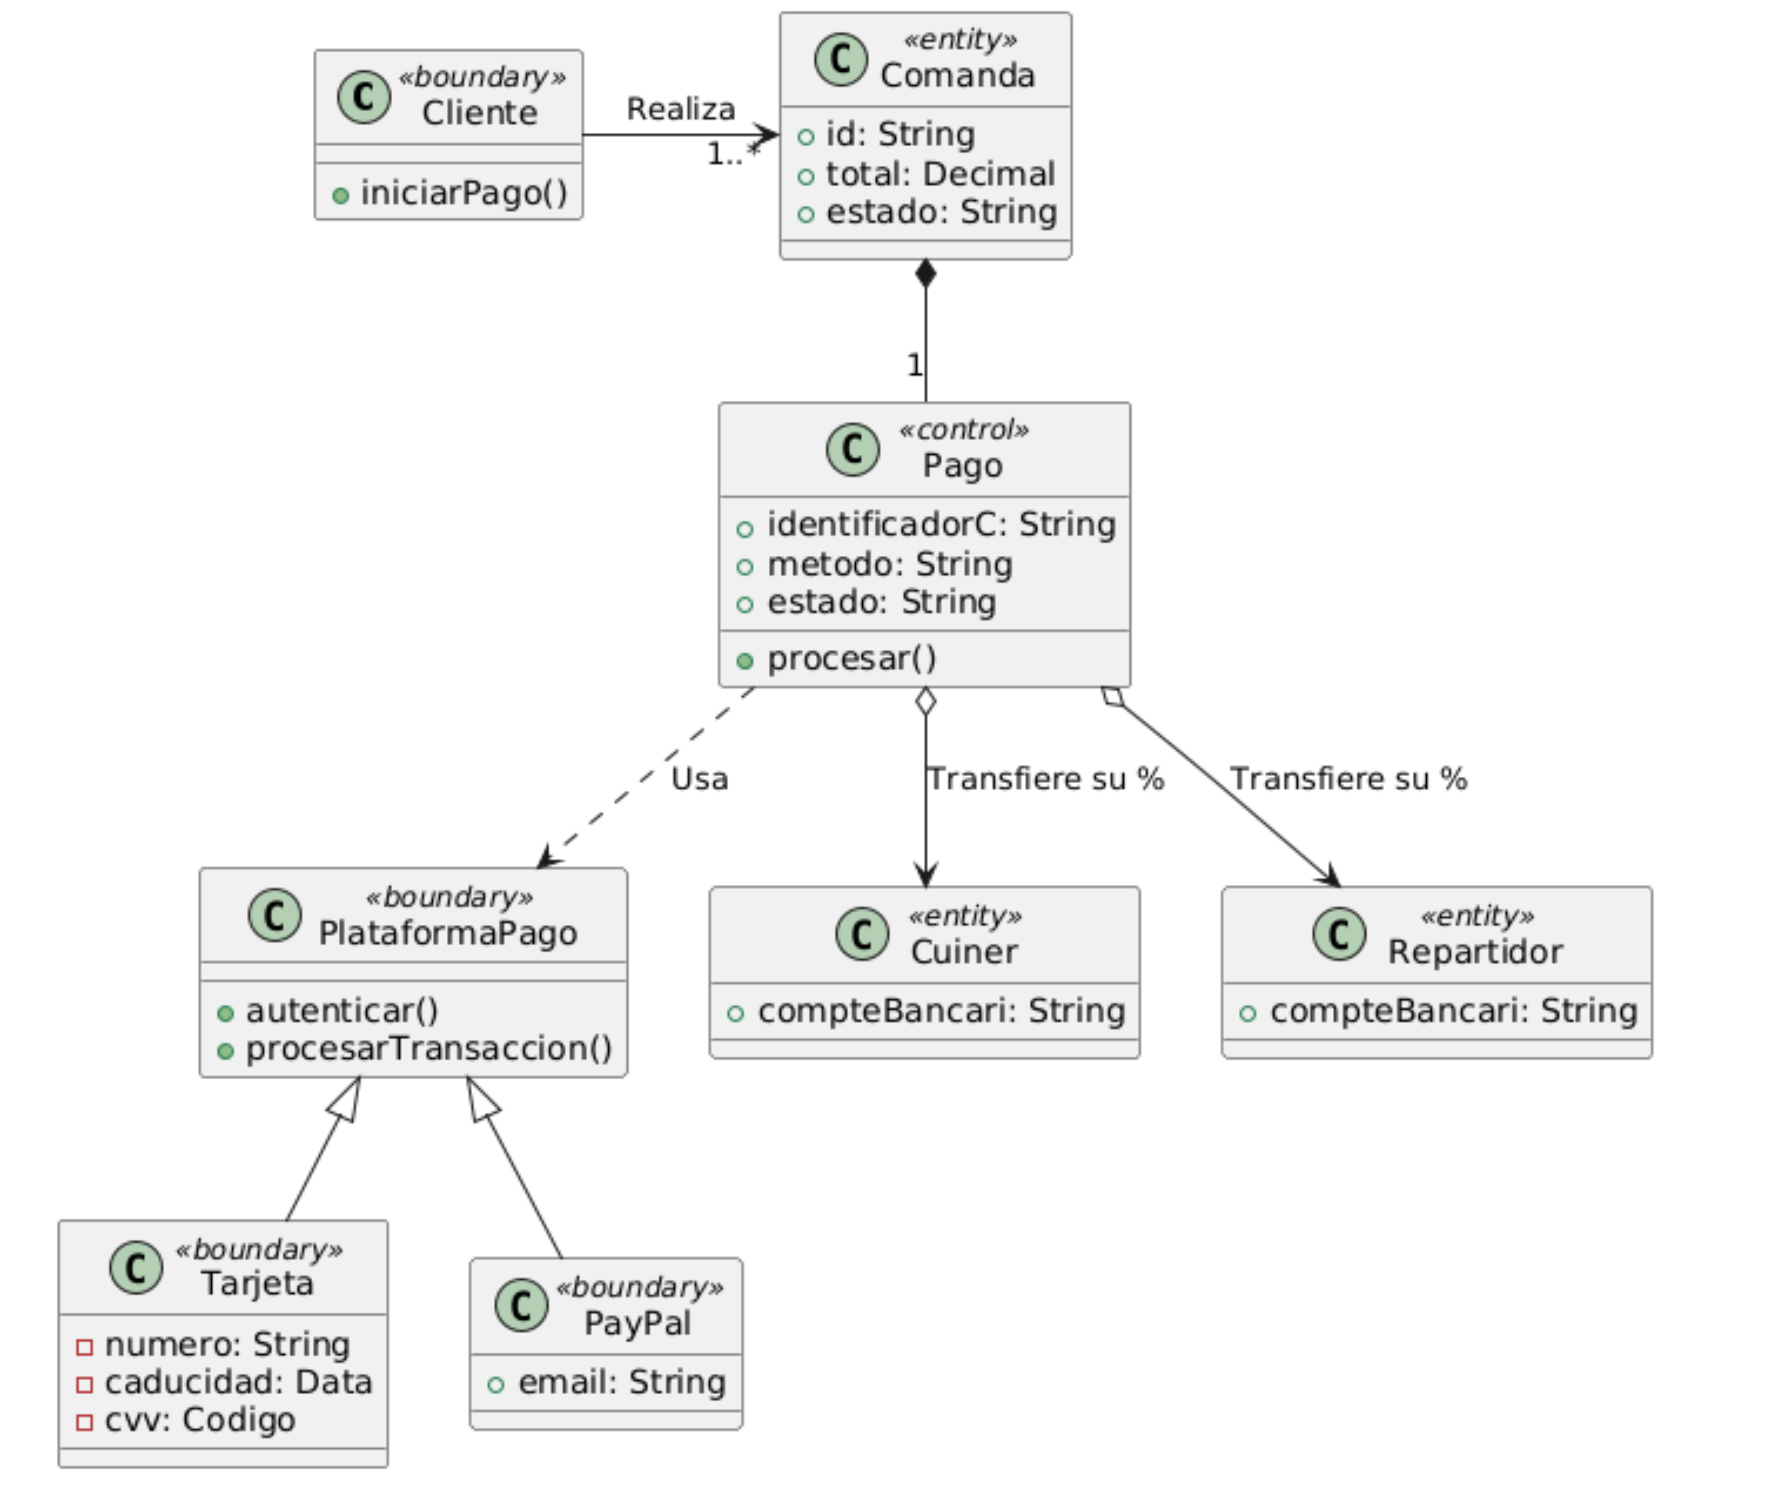 C
«boundary»
Cliente
iniciarPago()
Realiza
1..*
C
«entity»
Comanda
id: String
total: Decimal
estado: String
1
C
«control»
Pago
identificadorC: String
metodo: String
estado: String
procesar()
Usa
Transfiere su %
Transfiere su %
C
«boundary»
PlataformaPago
autenticar()
procesarTransaccion()
C
«entity»
Cuiner
compteBancari: String
C
«entity»
Repartidor
compteBancari: String
C
«boundary»
Tarjeta
numero: String
caducidad: Data
cvv: Codigo
C
«boundary»
PayPal
email: String